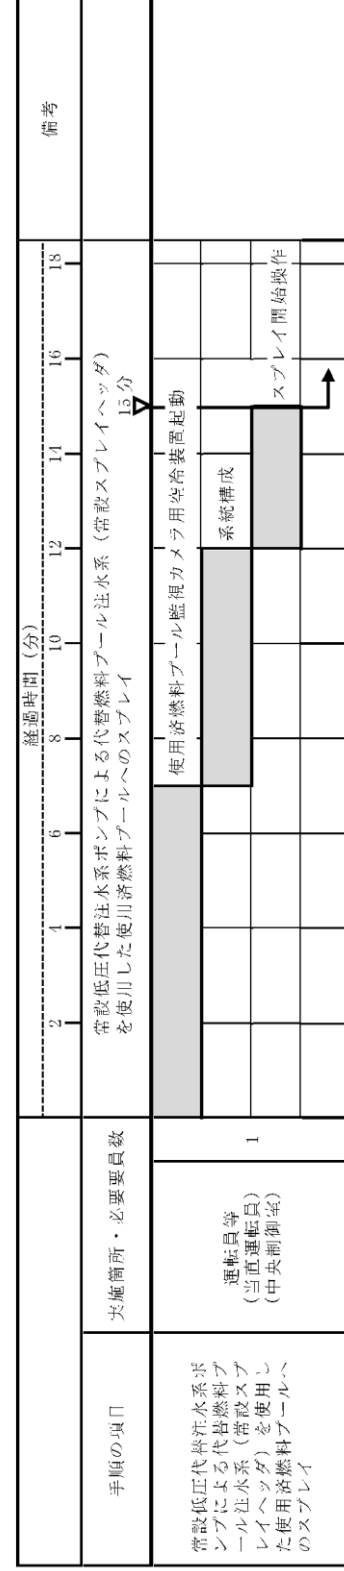 経過時間（分）
備考
2 4 6 8 10 12 14 16 18
手順の項目
実施箇所・必要要員数
常設低圧代替注水系ポンプによる代替燃料プール注水系（常設スプレイヘッダ）
を使用した使用済燃料プールへのスプレイ
15分
常設低圧代替注水系ポ
ンプによる代替燃料プ
ール注水系（常設スプ
レイヘッダ）を使用し
た使用済燃料プールへ
のスプレイ
運転員等
（当直運転員）
（中央制御室）
1
使用済燃料プール監視カメラ用空冷装置起動
系統構成
スプレイ開始操作